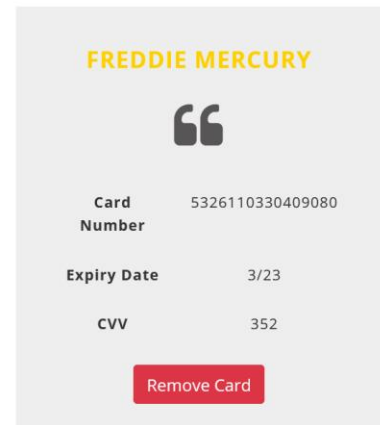 FREDDIE MERCURY
❝
Card Number 5326110330409080
Expiry Date 3/23
CVV 352
Remove Card